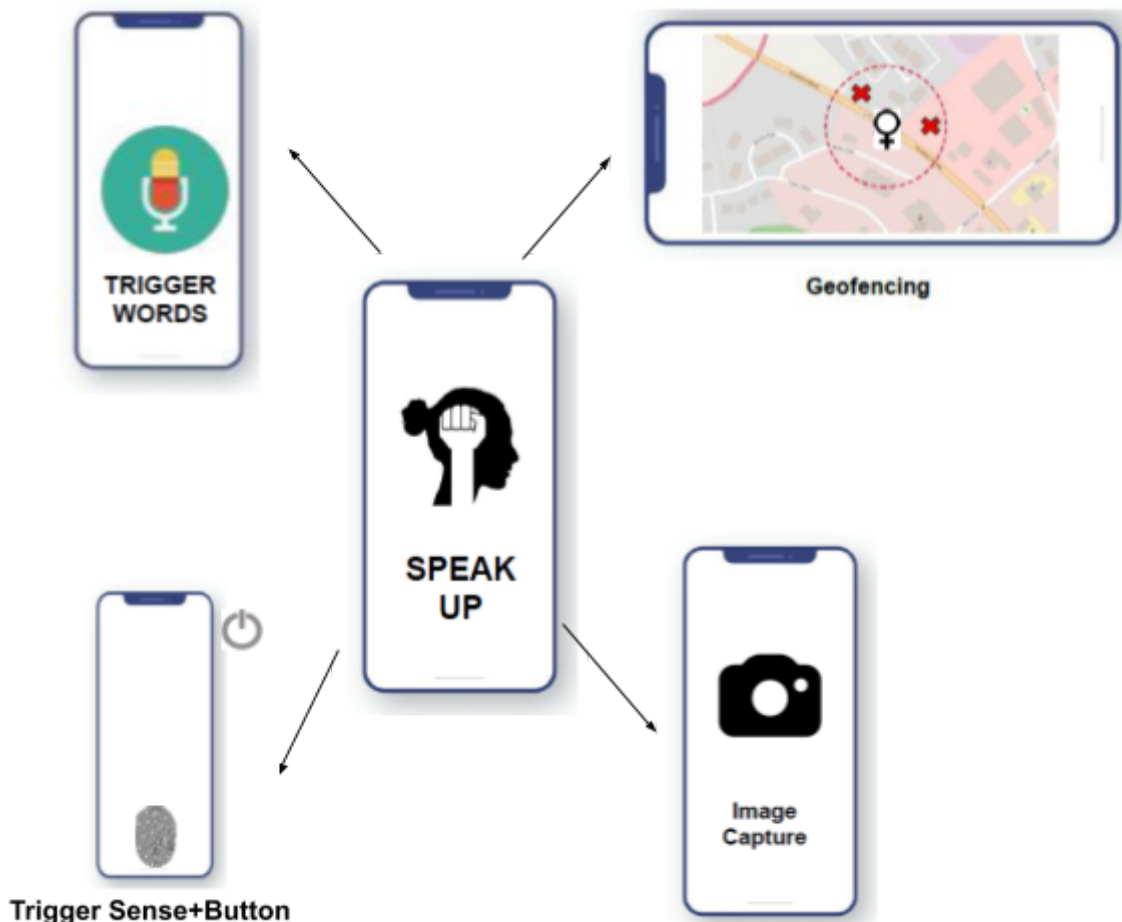 TRIGGER
WORDS
Geofencing
SPEAK
UP
Image
Capture
Trigger Sense+Button